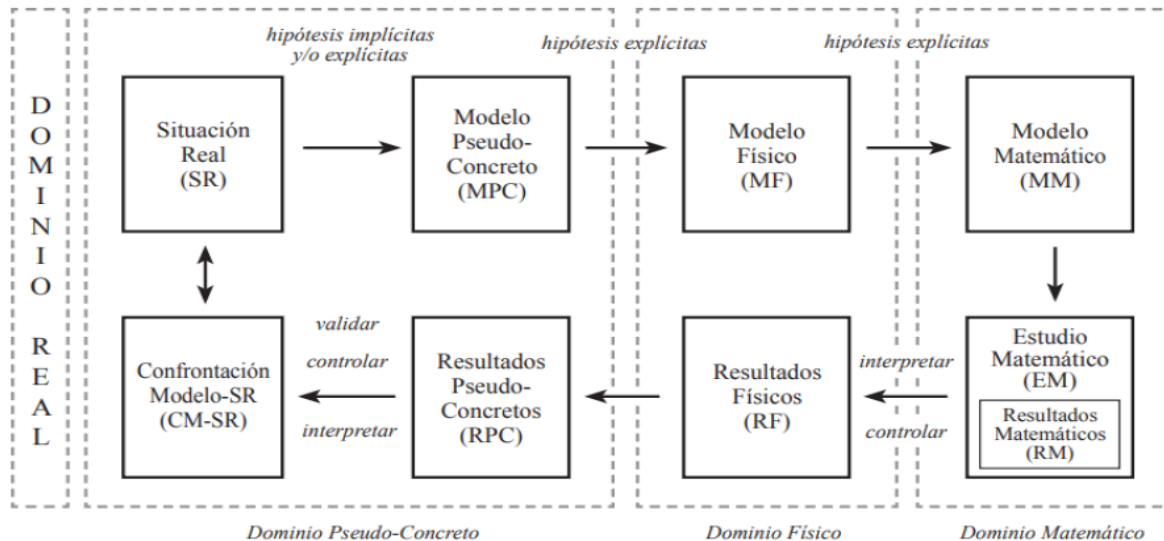 DOMINIO REAL
hipótesis implícitas
y/o explícitas
hipótesis explícitas
hipótesis explícitas
Situación
Real
(SR)
Modelo
Pseudo-
Concreto
(MPC)
Modelo
Físico
(MF)
Modelo
Matemático
(MM)
Confrontación
Modelo-SR
(CM-SR)
validar
controlar
interpretar
Resultados
Pseudo-
Concretos
(RPC)
Resultados
Físicos
(RF)
interpretar
controlar
Estudio
Matemático
(EM)
Resultados
Matemáticos
(RM)
Dominio Pseudo-Concreto
Dominio Físico
Dominio Matemático